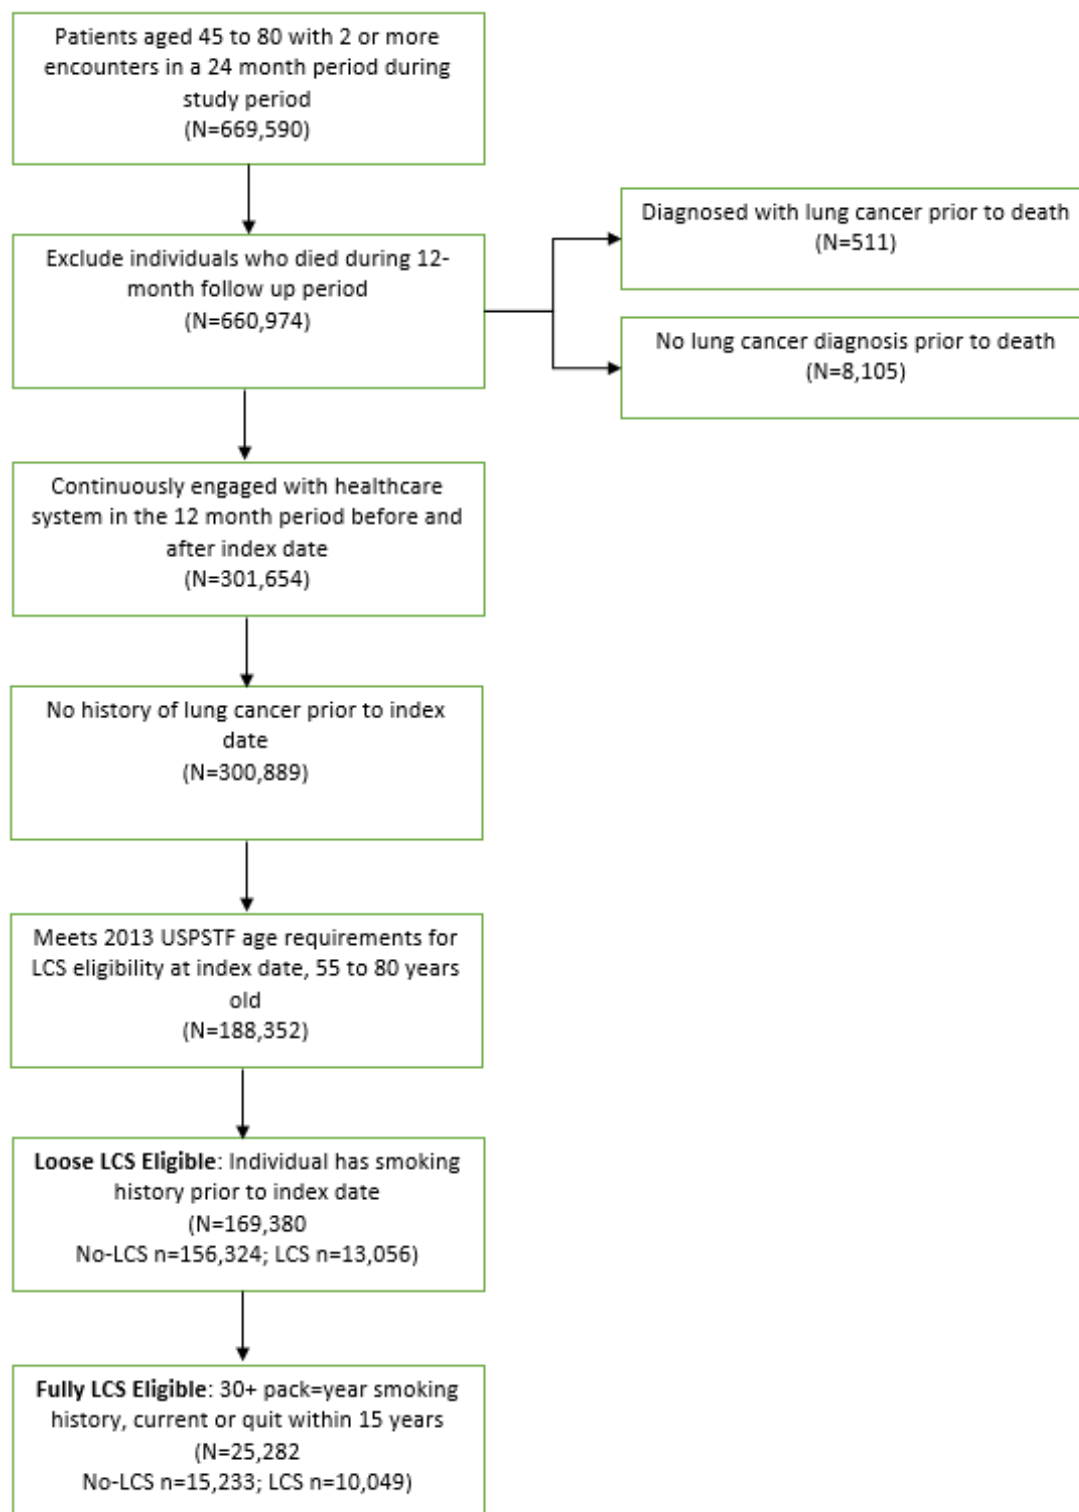 Patients aged 45 to 80 with 2 or more
encounters in a 24 month period during
study period
(N=669,590)
Exclude individuals who died during 12-
month follow up period
(N=660,974)
Diagnosed with lung cancer prior to death
(N=511)
No lung cancer diagnosis prior to death
(N=8,105)
Continuously engaged with healthcare
system in the 12 month period before and
after index date
(N=301,654)
No history of lung cancer prior to index
date
(N=300,889)
Meets 2013 USPSTF age requirements for
LCS eligibility at index date, 55 to 80 years
old
(N=188,352)
Loose LCS Eligible: Individual has smoking
history prior to index date
(N=169,380
No-LCS n=156,324; LCS n=13,056)
Fully LCS Eligible: 30+ pack=year smoking
history, current or quit within 15 years
(N=25,282
No-LCS n=15,233; LCS n=10,049)